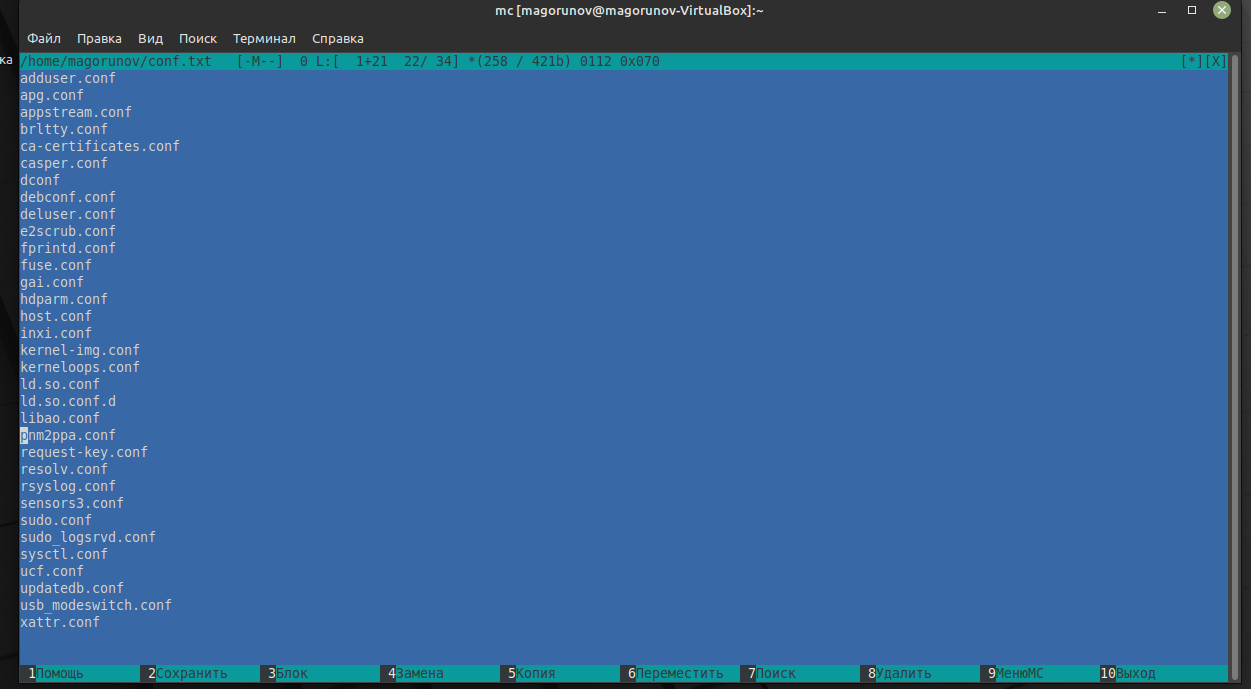 mc [magorunov@magorunov-VirtualBox]:~
Файл Правка Вид Поиск Терминал Справка
ка
/home/magorunov/conf.txt [-M--] 0 L:[ 1+21 22/ 34] *(258 / 421b) 0112 0x070 [*][X]
adduser.conf
apg.conf
appstream.conf
brltty.conf
ca-certificates.conf
casper.conf
dconf
debconf.conf
deluser.conf
e2scrub.conf
fprintd.conf
fuse.conf
gai.conf
hdparm.conf
host.conf
inxi.conf
kernel-img.conf
kerneloops.conf
ld.so.conf
ld.so.conf.d
libao.conf
pnm2ppa.conf
request-key.conf
resolv.conf
rsyslog.conf
sensors3.conf
sudo.conf
sudo_logsrvd.conf
sysctl.conf
ucf.conf
updatedb.conf
usb_modeswitch.conf
xattr.conf
1Помощь 2Сохранить 3Блок 4Замена 5Копия 6Переместить 7Поиск 8Удалить 9МенюMC 10Выход